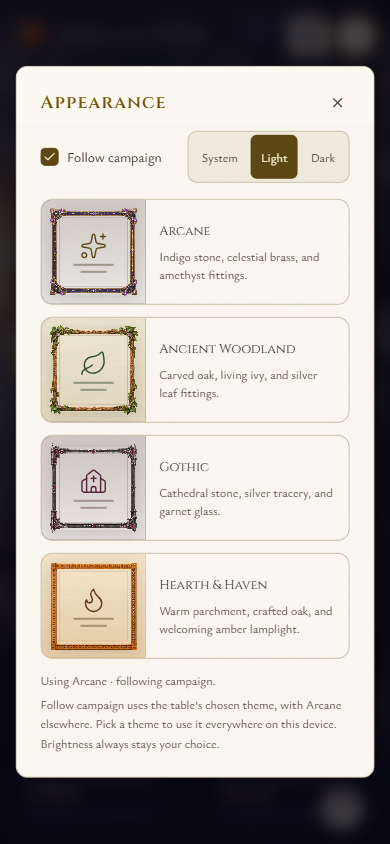 Appearance
Follow campaign
System Light Dark
Arcane
Indigo stone, celestial brass, and
amethyst fittings.
Ancient Woodland
Carved oak, living ivy, and silver
leaf fittings.
Gothic
Cathedral stone, silver tracery, and
garnet glass.
Hearth & Haven
Warm parchment, crafted oak, and
welcoming amber lamplight.
Using Arcane · following campaign.
Follow campaign uses the table's chosen theme, with Arcane
elsewhere. Pick a theme to use it everywhere on this device.
Brightness always stays your choice.